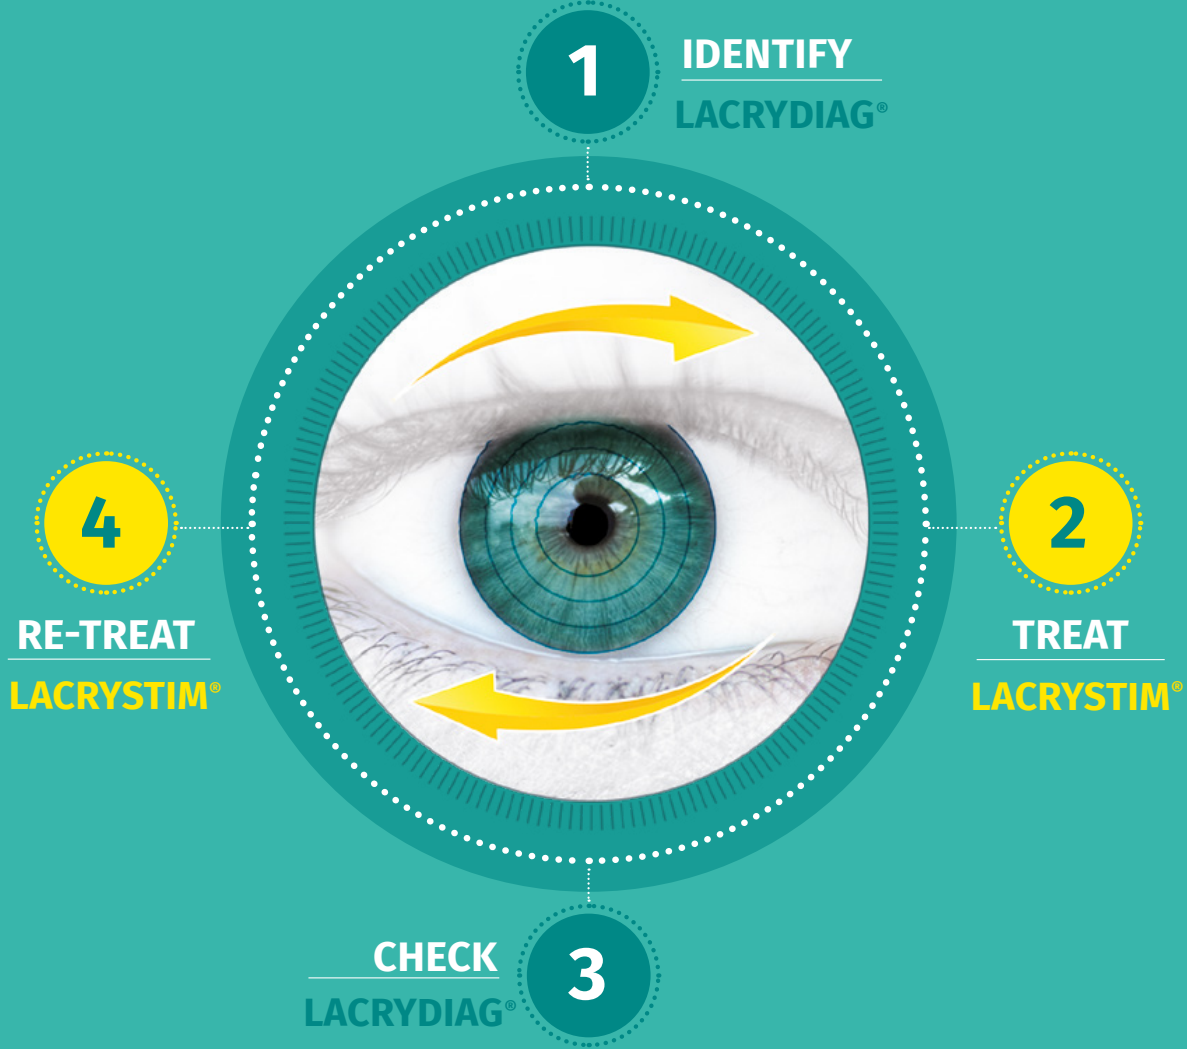 1
IDENTIFY
LACRYDIAG®
2
TREAT
LACRYSTIM®
3
CHECK
LACRYDIAG®
4
RE-TREAT
LACRYSTIM®